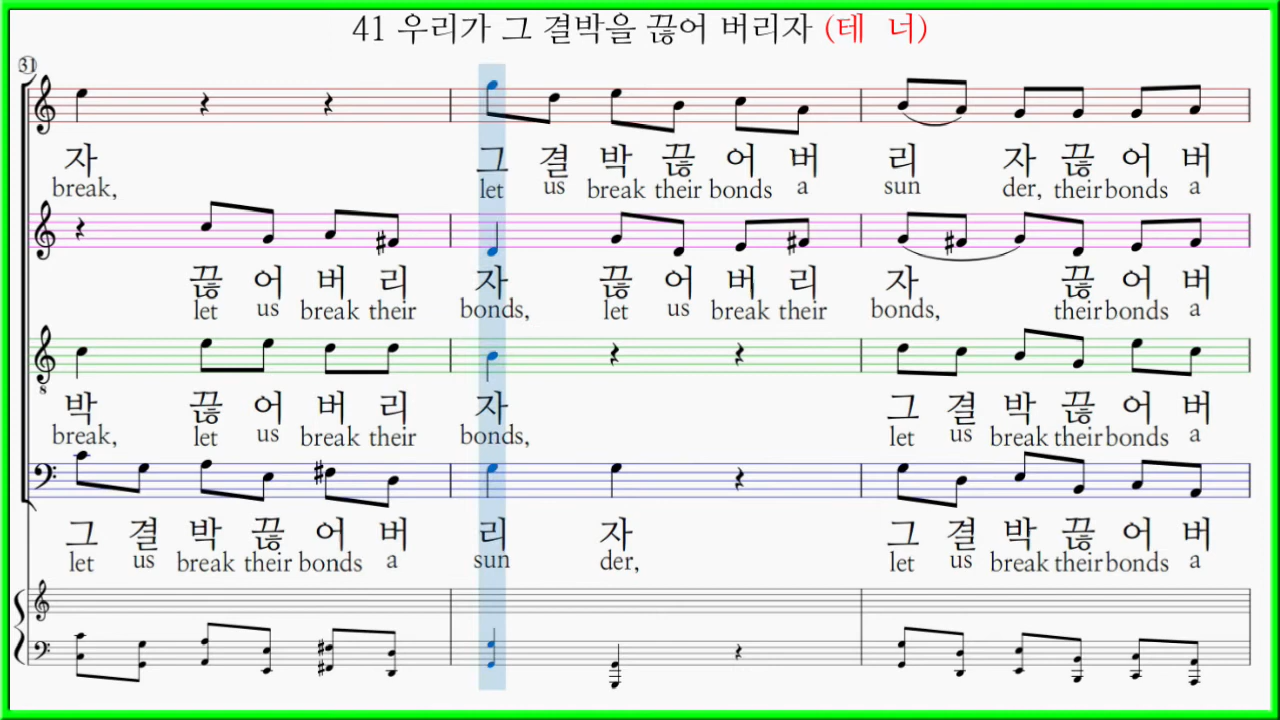 41 우리가 그 결박을 끊어 버리자 (테 너)
31
자 그 결 박 끊 어 버 리 자 끊 어 버
break, let us break their bonds a sun der, their bonds a
끊 어 버 리 자 끊 어 버 리 자 끊 어 버
let us break their bonds, let us break their bonds, their bonds a
8
박 끊 어 버 리 자 그 결 박 끊 어 버
break, let us break their bonds, let us break their bonds a
그 결 박 끊 어 버 리 자 그 결 박 끊 어 버
let us break their bonds a sun der, let us break their bonds a